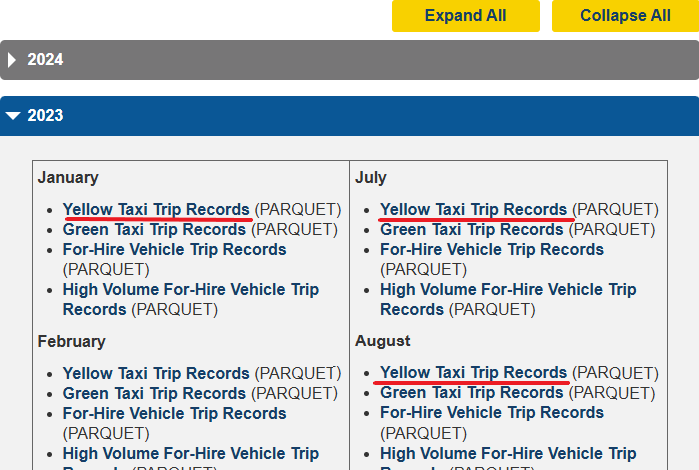 Expand All
Collapse All
2024
2023
January
Yellow Taxi Trip Records (PARQUET)
Green Taxi Trip Records (PARQUET)
For-Hire Vehicle Trip Records
(PARQUET)
High Volume For-Hire Vehicle Trip
Records (PARQUET)
February
Yellow Taxi Trip Records (PARQUET)
Green Taxi Trip Records (PARQUET)
For-Hire Vehicle Trip Records
(PARQUET)
High Volume For-Hire Vehicle Trip
Records (PARQUET)
July
Yellow Taxi Trip Records (PARQUET)
Green Taxi Trip Records (PARQUET)
For-Hire Vehicle Trip Records
(PARQUET)
High Volume For-Hire Vehicle Trip
Records (PARQUET)
August
Yellow Taxi Trip Records (PARQUET)
Green Taxi Trip Records (PARQUET)
For-Hire Vehicle Trip Records
(PARQUET)
High Volume For-Hire Vehicle Trip
Records (PARQUET)